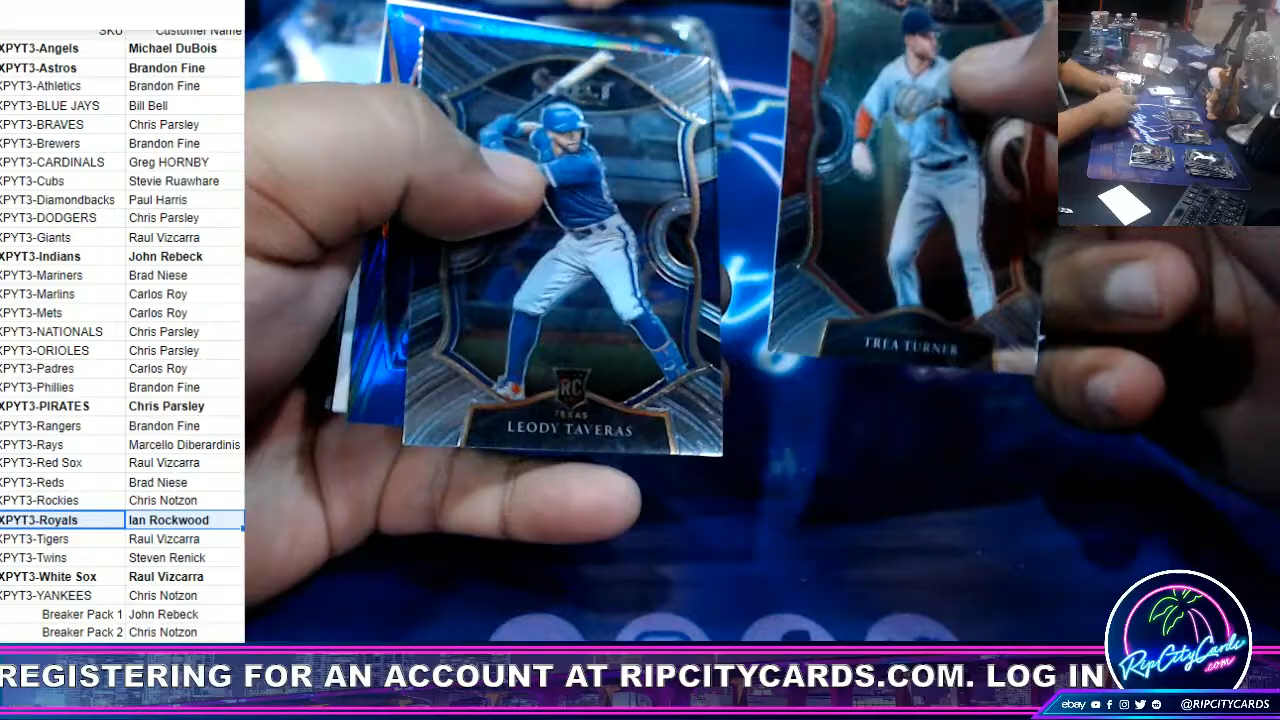 SKU Customer Name
XPYT3-Angels Michael DuBois
XPYT3-Astros Brandon Fine
XPYT3-Athletics Brandon Fine
XPYT3-BLUE JAYS Bill Bell
XPYT3-BRAVES Chris Parsley
XPYT3-Brewers Brandon Fine
XPYT3-CARDINALS Greg HORNBY
XPYT3-Cubs Stevie Ruawhare
XPYT3-Diamondbacks Paul Harris
XPYT3-DODGERS Chris Parsley
XPYT3-Giants Raul Vizcarra
XPYT3-Indians John Rebeck
XPYT3-Mariners Brad Niese
XPYT3-Marlins Carlos Roy
XPYT3-Mets Carlos Roy
XPYT3-NATIONALS Chris Parsley
XPYT3-ORIOLES Chris Parsley
XPYT3-Padres Carlos Roy
XPYT3-Phillies Brandon Fine
XPYT3-PIRATES Chris Parsley
XPYT3-Rangers Brandon Fine
XPYT3-Rays Marcello Diberardinis
XPYT3-Red Sox Raul Vizcarra
XPYT3-Reds Brad Niese
XPYT3-Rockies Chris Notzon
XPYT3-Royals Ian Rockwood
XPYT3-Tigers Raul Vizcarra
XPYT3-Twins Steven Renick
XPYT3-White Sox Raul Vizcarra
XPYT3-YANKEES Chris Notzon
Breaker Pack 1 John Rebeck
Breaker Pack 2 Chris Notzon
RC
TEXAS
LEODY TAVERAS
TREA TURNER
REGISTERING FOR AN ACCOUNT AT RIPCITYCARDS.COM. LOG IN
RipCityCards
.com
ebay @RIPCITYCARDS